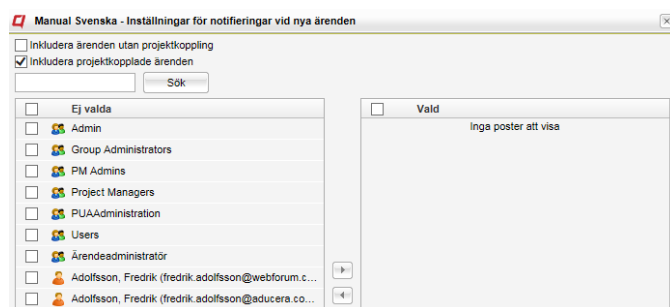 Manual Svenska - Inställningar för notifieringar vid nya ärenden
Inkludera ärenden utan projektkoppling
Inkludera projektkopplade ärenden
Sök
Ej valda
Admin
Group Administrators
PM Admins
Project Managers
PUAAdministration
Users
Ärendeadministratör
Adolfsson, Fredrik (fredrik.adolfsson@webforum.c...
Adolfsson, Fredrik (fredrik.adolfsson@aducera.co...
Vald
Inga poster att visa